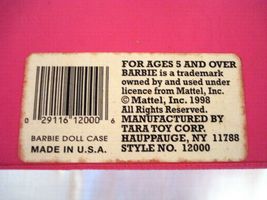 FOR AGES 5 AND OVER
BARBIE is a trademark
owned by and used under
licence from Mattel, Inc.
© Mattel, Inc. 1998
All Rights Reserved.
MANUFACTURED BY
TARA TOY CORP.
HAUPPAUGE, NY 11788
STYLE NO. 12000
0 29116 12000 6
BARBIE DOLL CASE
MADE IN U.S.A.